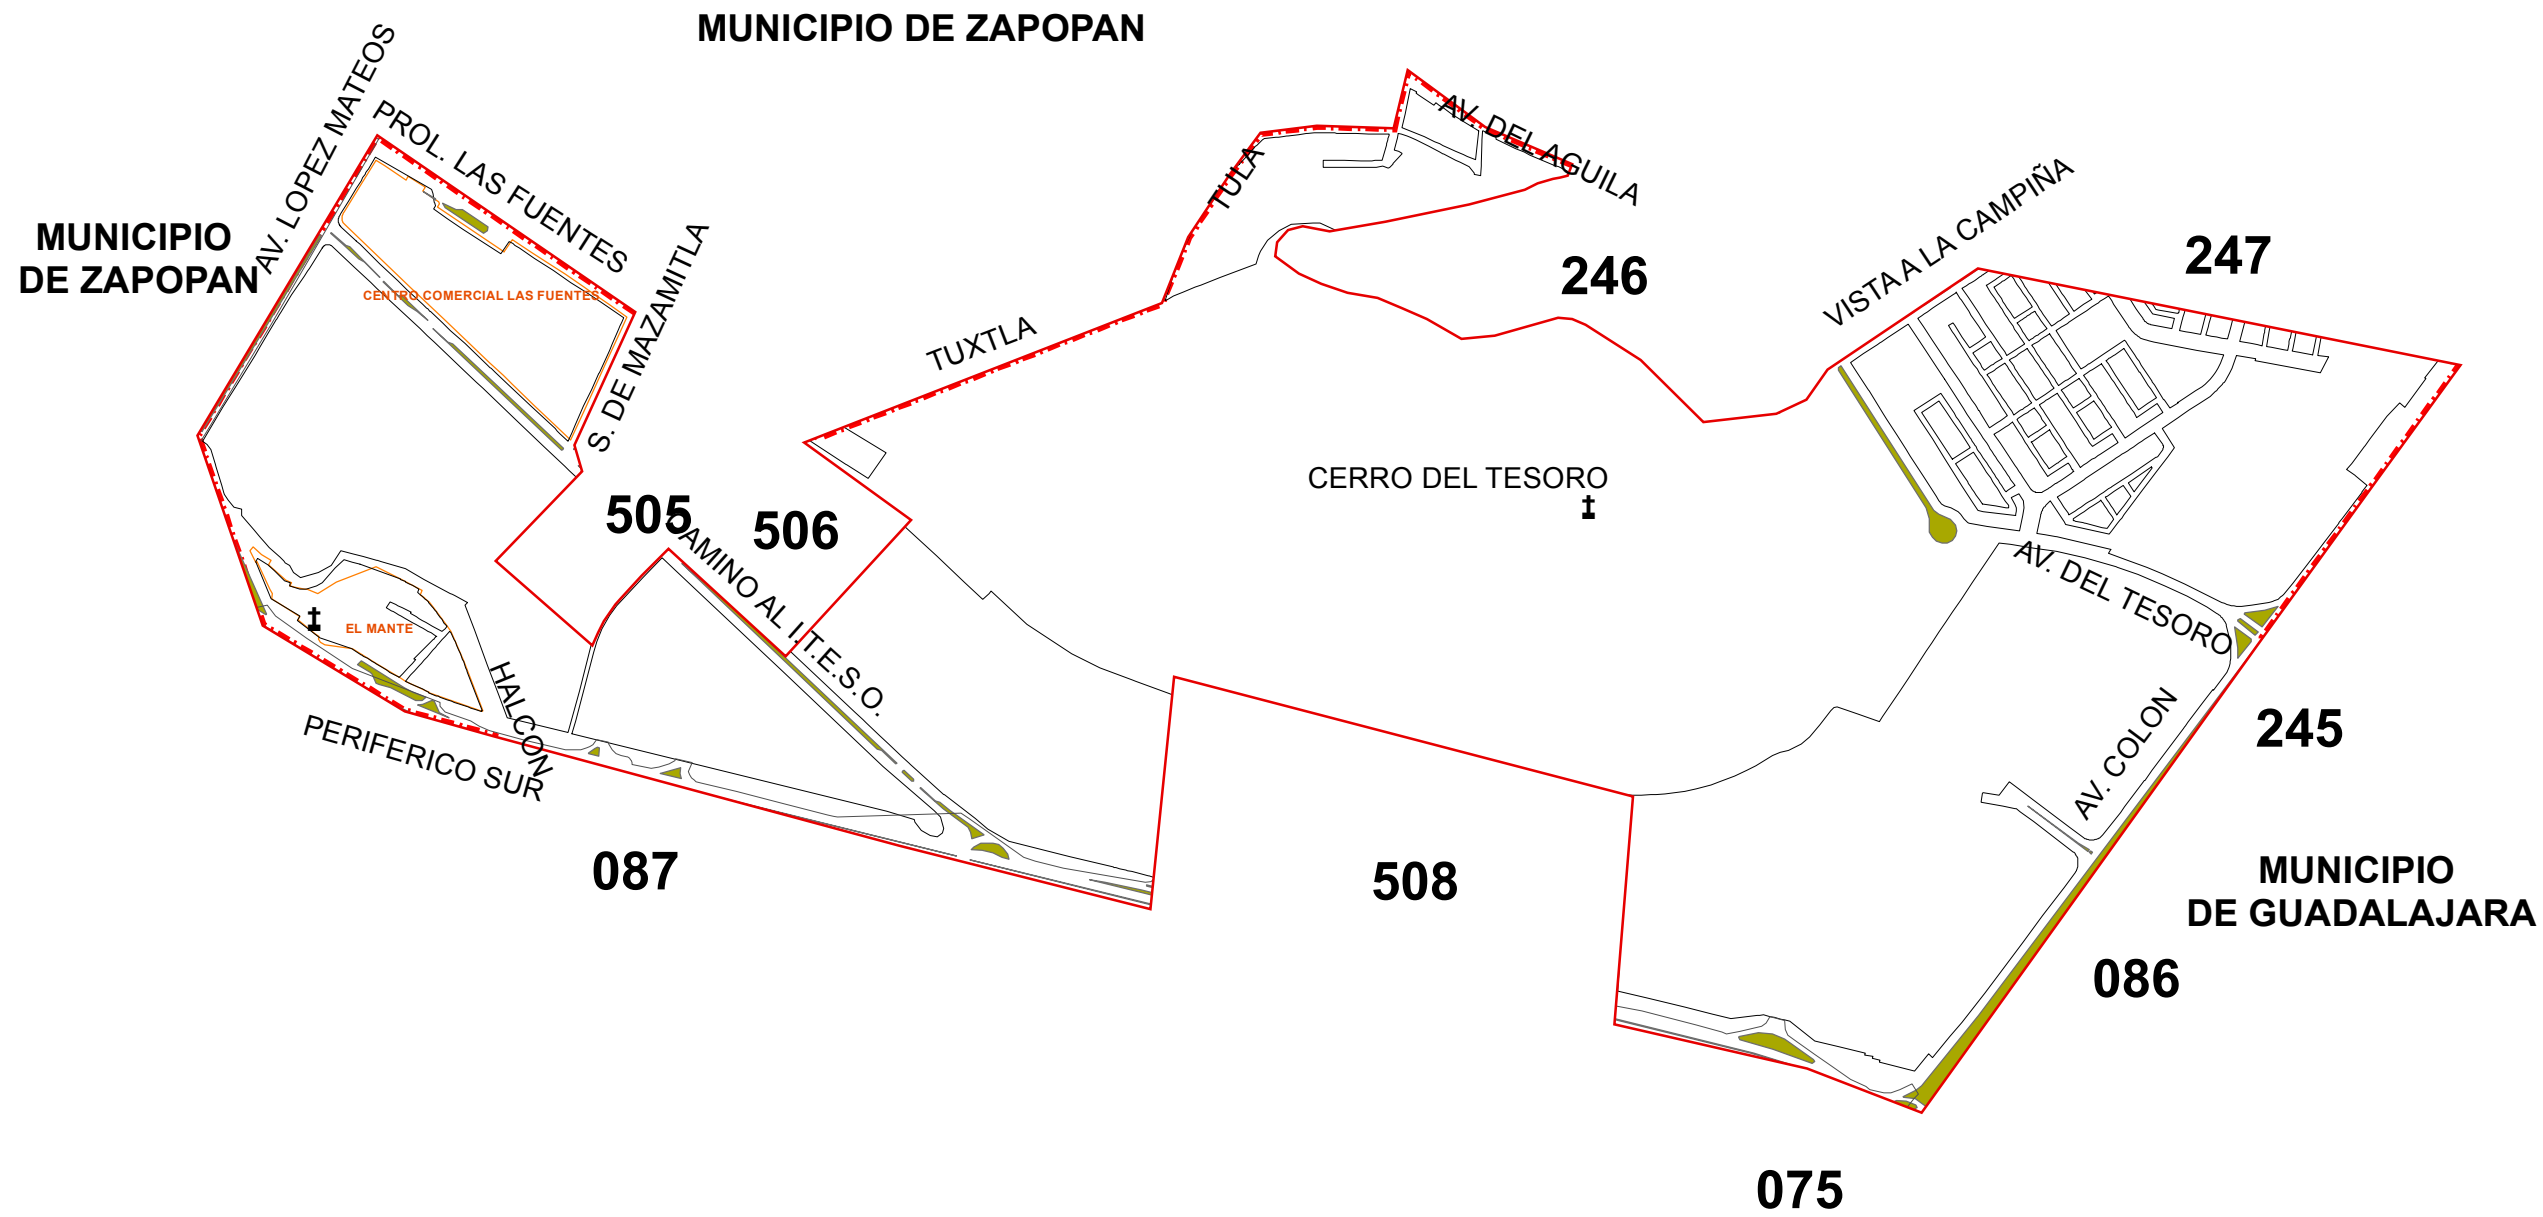 MUNICIPIO DE ZAPOPAN
AV. LOPEZ MATEOS
PROL. LAS FUENTES
AV. DEL AGUILA
TULA
MUNICIPIO
DE ZAPOPAN
VISTA A LA CAMPIÑA
247
246
CENTRO COMERCIAL LAS FUENTES
S. DE MAZAMITLA
TUXTLA
CERRO DEL TESORO
505
506
CAMINO AL I.T.E.S.O.
AV. DEL TESORO
EL MANTE
HALCON
PERIFERICO SUR
AV. COLON
245
087
508
MUNICIPIO
DE GUADALAJARA
086
075